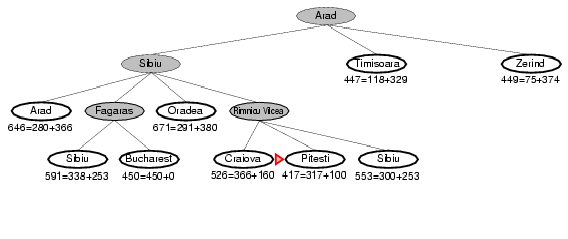 Arad
Sibiu Timisoara Zerind
447=118+329 449=75+374
Arad Fagaras Oradea Rimnicu Vilcea
646=280+366 671=291+380
Sibiu Bucharest Craiova Pitesti Sibiu
591=338+253 450=450+0 526=366+160 417=317+100 553=300+253